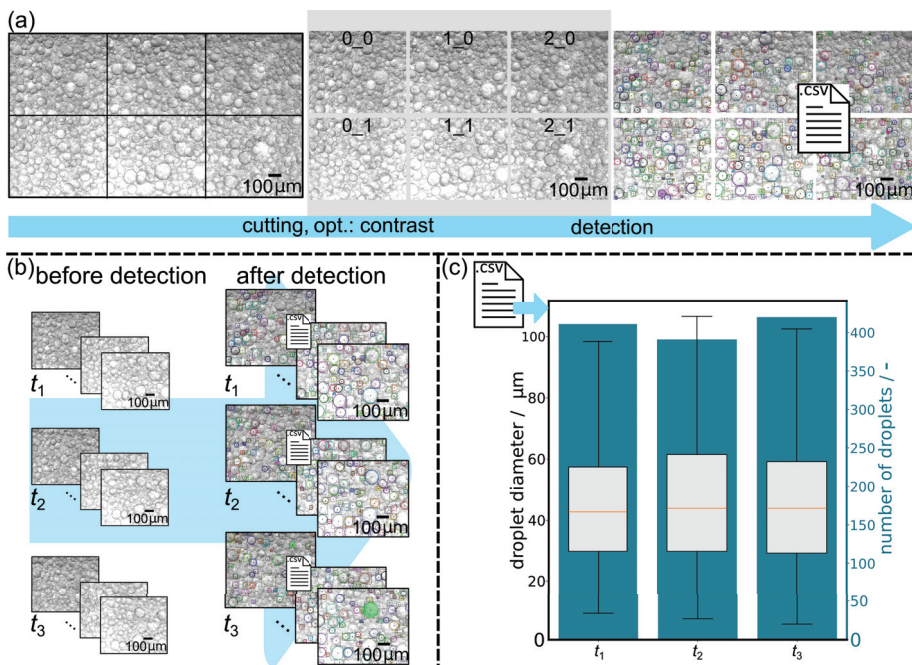 (a)
0_0 1_0 2_0
.csv
0_1 1_1 2_1
100µm 100µm 100µm
cutting, opt.: contrast detection
(b)
before detection after detection
.csv
t1 100µm t1 100µm
.csv
t2 100µm t2 100µm
.csv
t3 100µm t3 100µm
(c)
.csv
droplet diameter / µm
100
80
60
40
20
0
number of droplets / -
400
350
300
250
200
150
100
50
0
t1 t2 t3